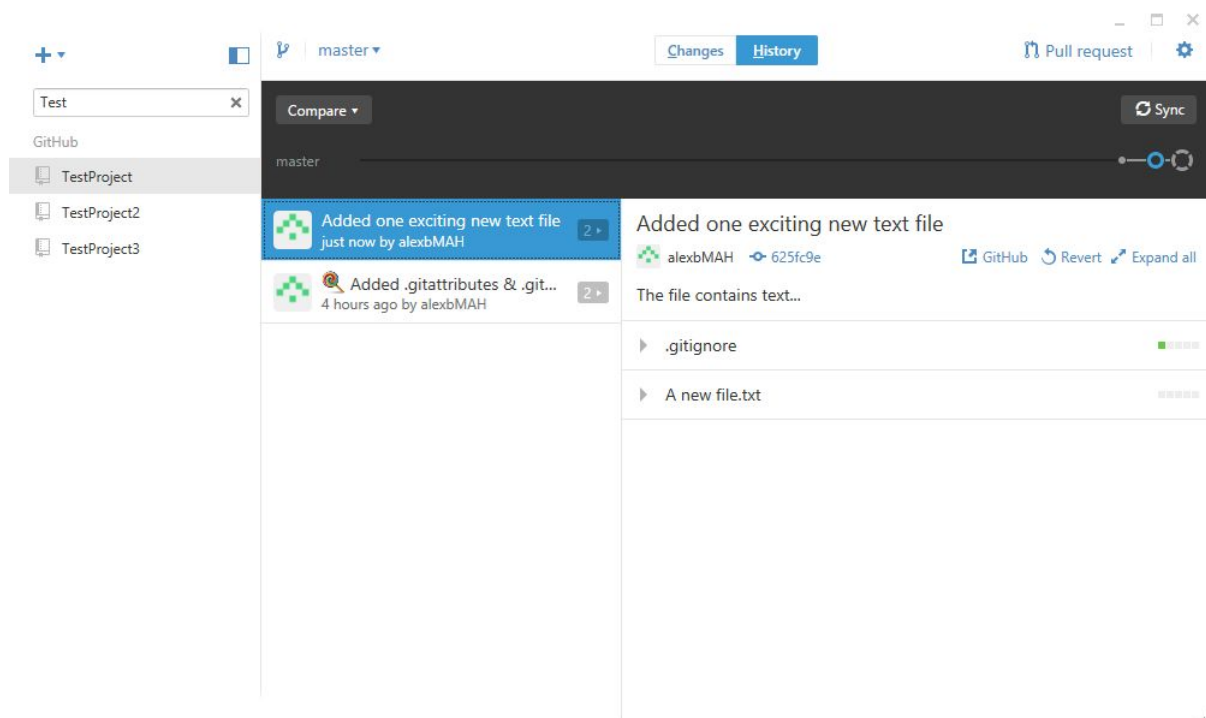 master
Changes
History
Pull request
Test
Compare
Sync
GitHub
master
TestProject
TestProject2
TestProject3
Added one exciting new text file
just now by alexbMAH
2
Added .gitattributes & .git...
4 hours ago by alexbMAH
2
Added one exciting new text file
alexbMAH 625fc9e GitHub Revert Expand all
The file contains text...
.gitignore
A new file.txt